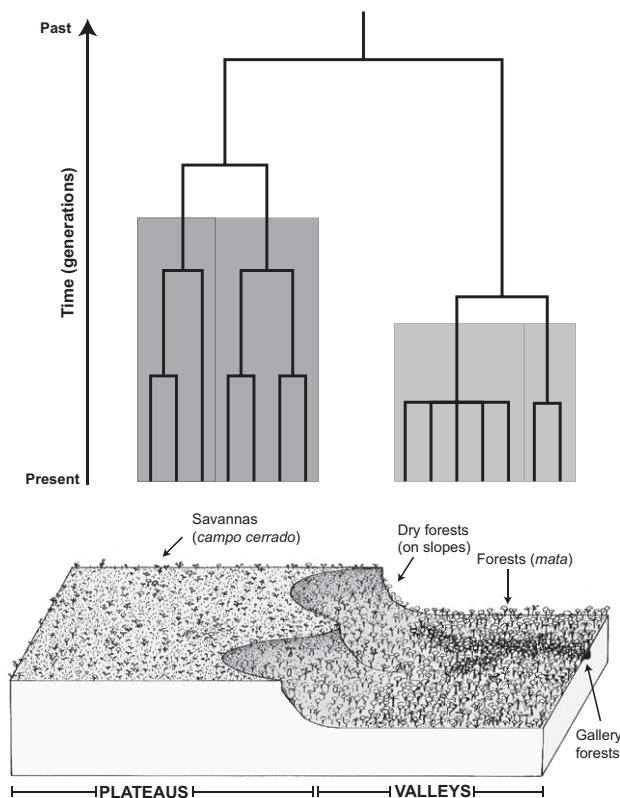 Past
Time (generations)
Present
Savannas
(campo cerrado)
Dry forests
(on slopes)
Forests (mata)
Gallery
forests
PLATEAUS
VALLEYS